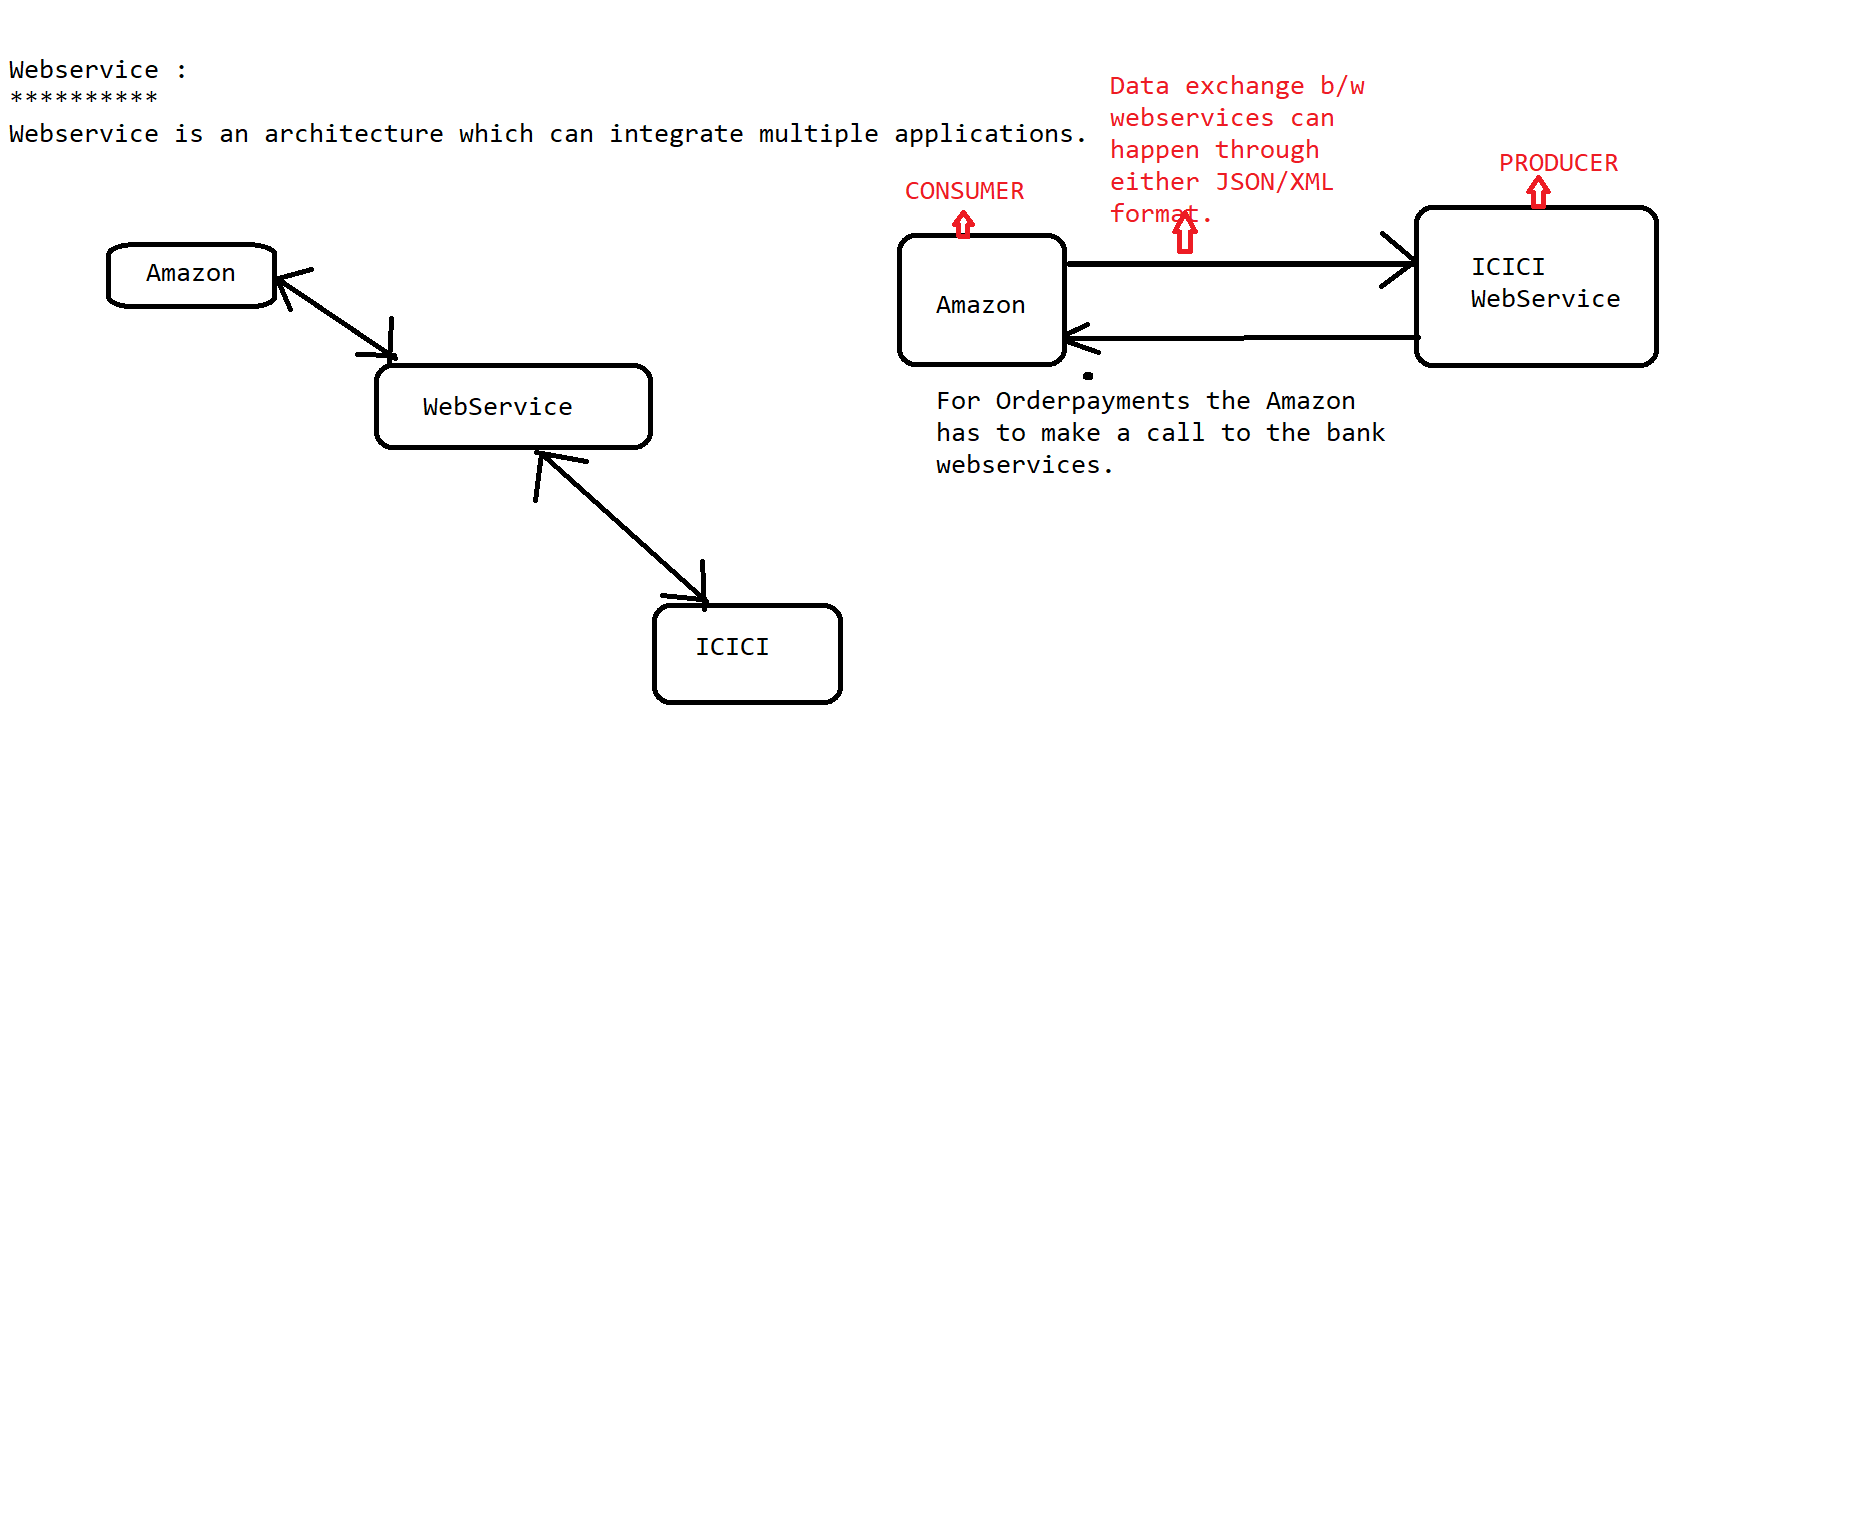 Webservice :
**********
Webservice is an architecture which can integrate multiple applications.
Amazon
WebService
ICICI
Data exchange b/w
webservices can
happen through
either JSON/XML
format.
CONSUMER
PRODUCER
Amazon
ICICI
WebService
For Orderpayments the Amazon
has to make a call to the bank
webservices.